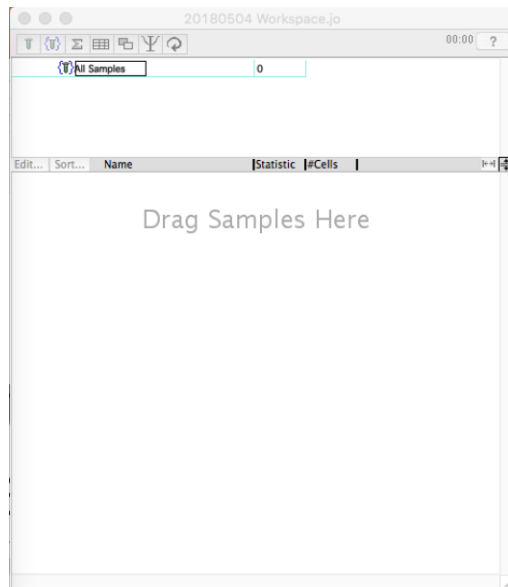 20180504 Workspace.jo
00:00 ?
{T} All Samples 0
Edit... Sort... Name Statistic #Cells
Drag Samples Here